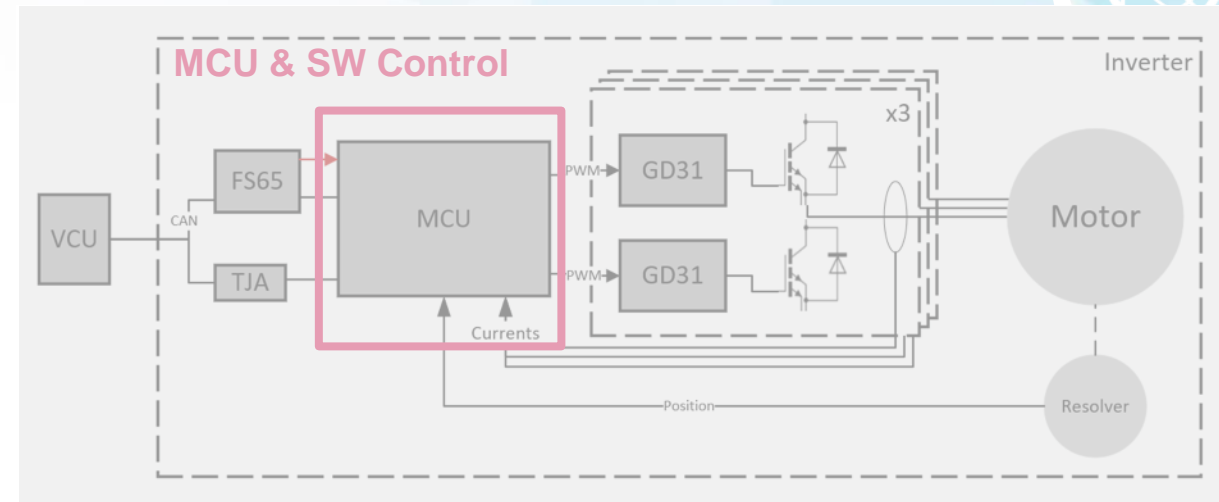 MCU & SW Control
Inverter
x3
FS65
PWM
GD31
CAN
VCU
MCU
Motor
TJA
PWM
GD31
Currents
Position
Resolver